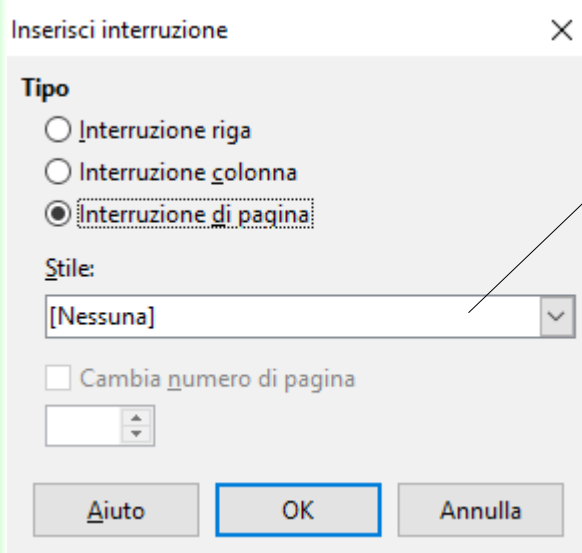 Inserisci interruzione
Tipo
Interruzione riga
Interruzione colonna
Interruzione di pagina
Stile:
[Nessuna]
Cambia numero di pagina
Aiuto OK Annulla